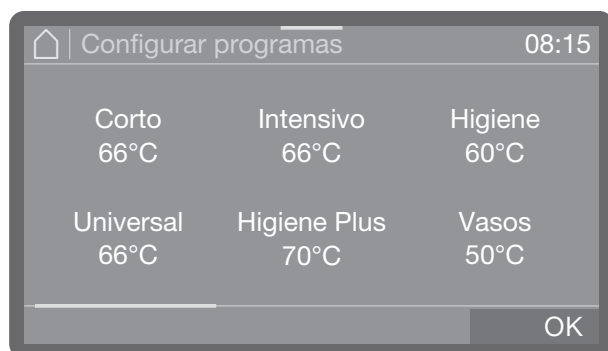 Configurar programas 08:15
Corto Intensivo Higiene
66°C 66°C 60°C
Universal Higiene Plus Vasos
66°C 70°C 50°C
OK